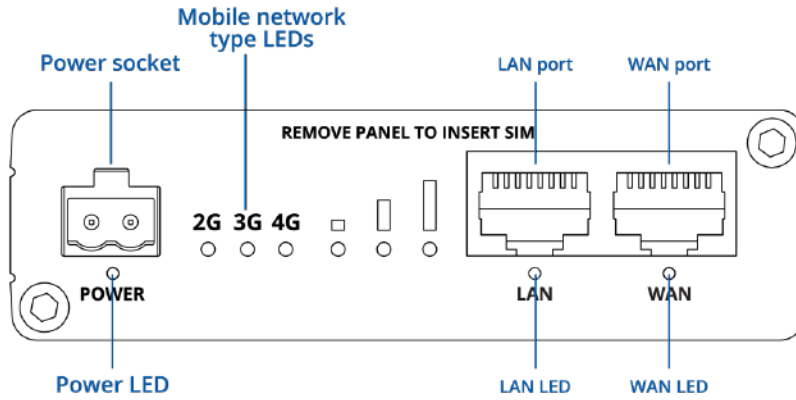 Mobile network
type LEDs
Power socket
LAN port
WAN port
REMOVE PANEL TO INSERT SIM
2G 3G 4G
POWER
LAN
WAN
Power LED
LAN LED
WAN LED